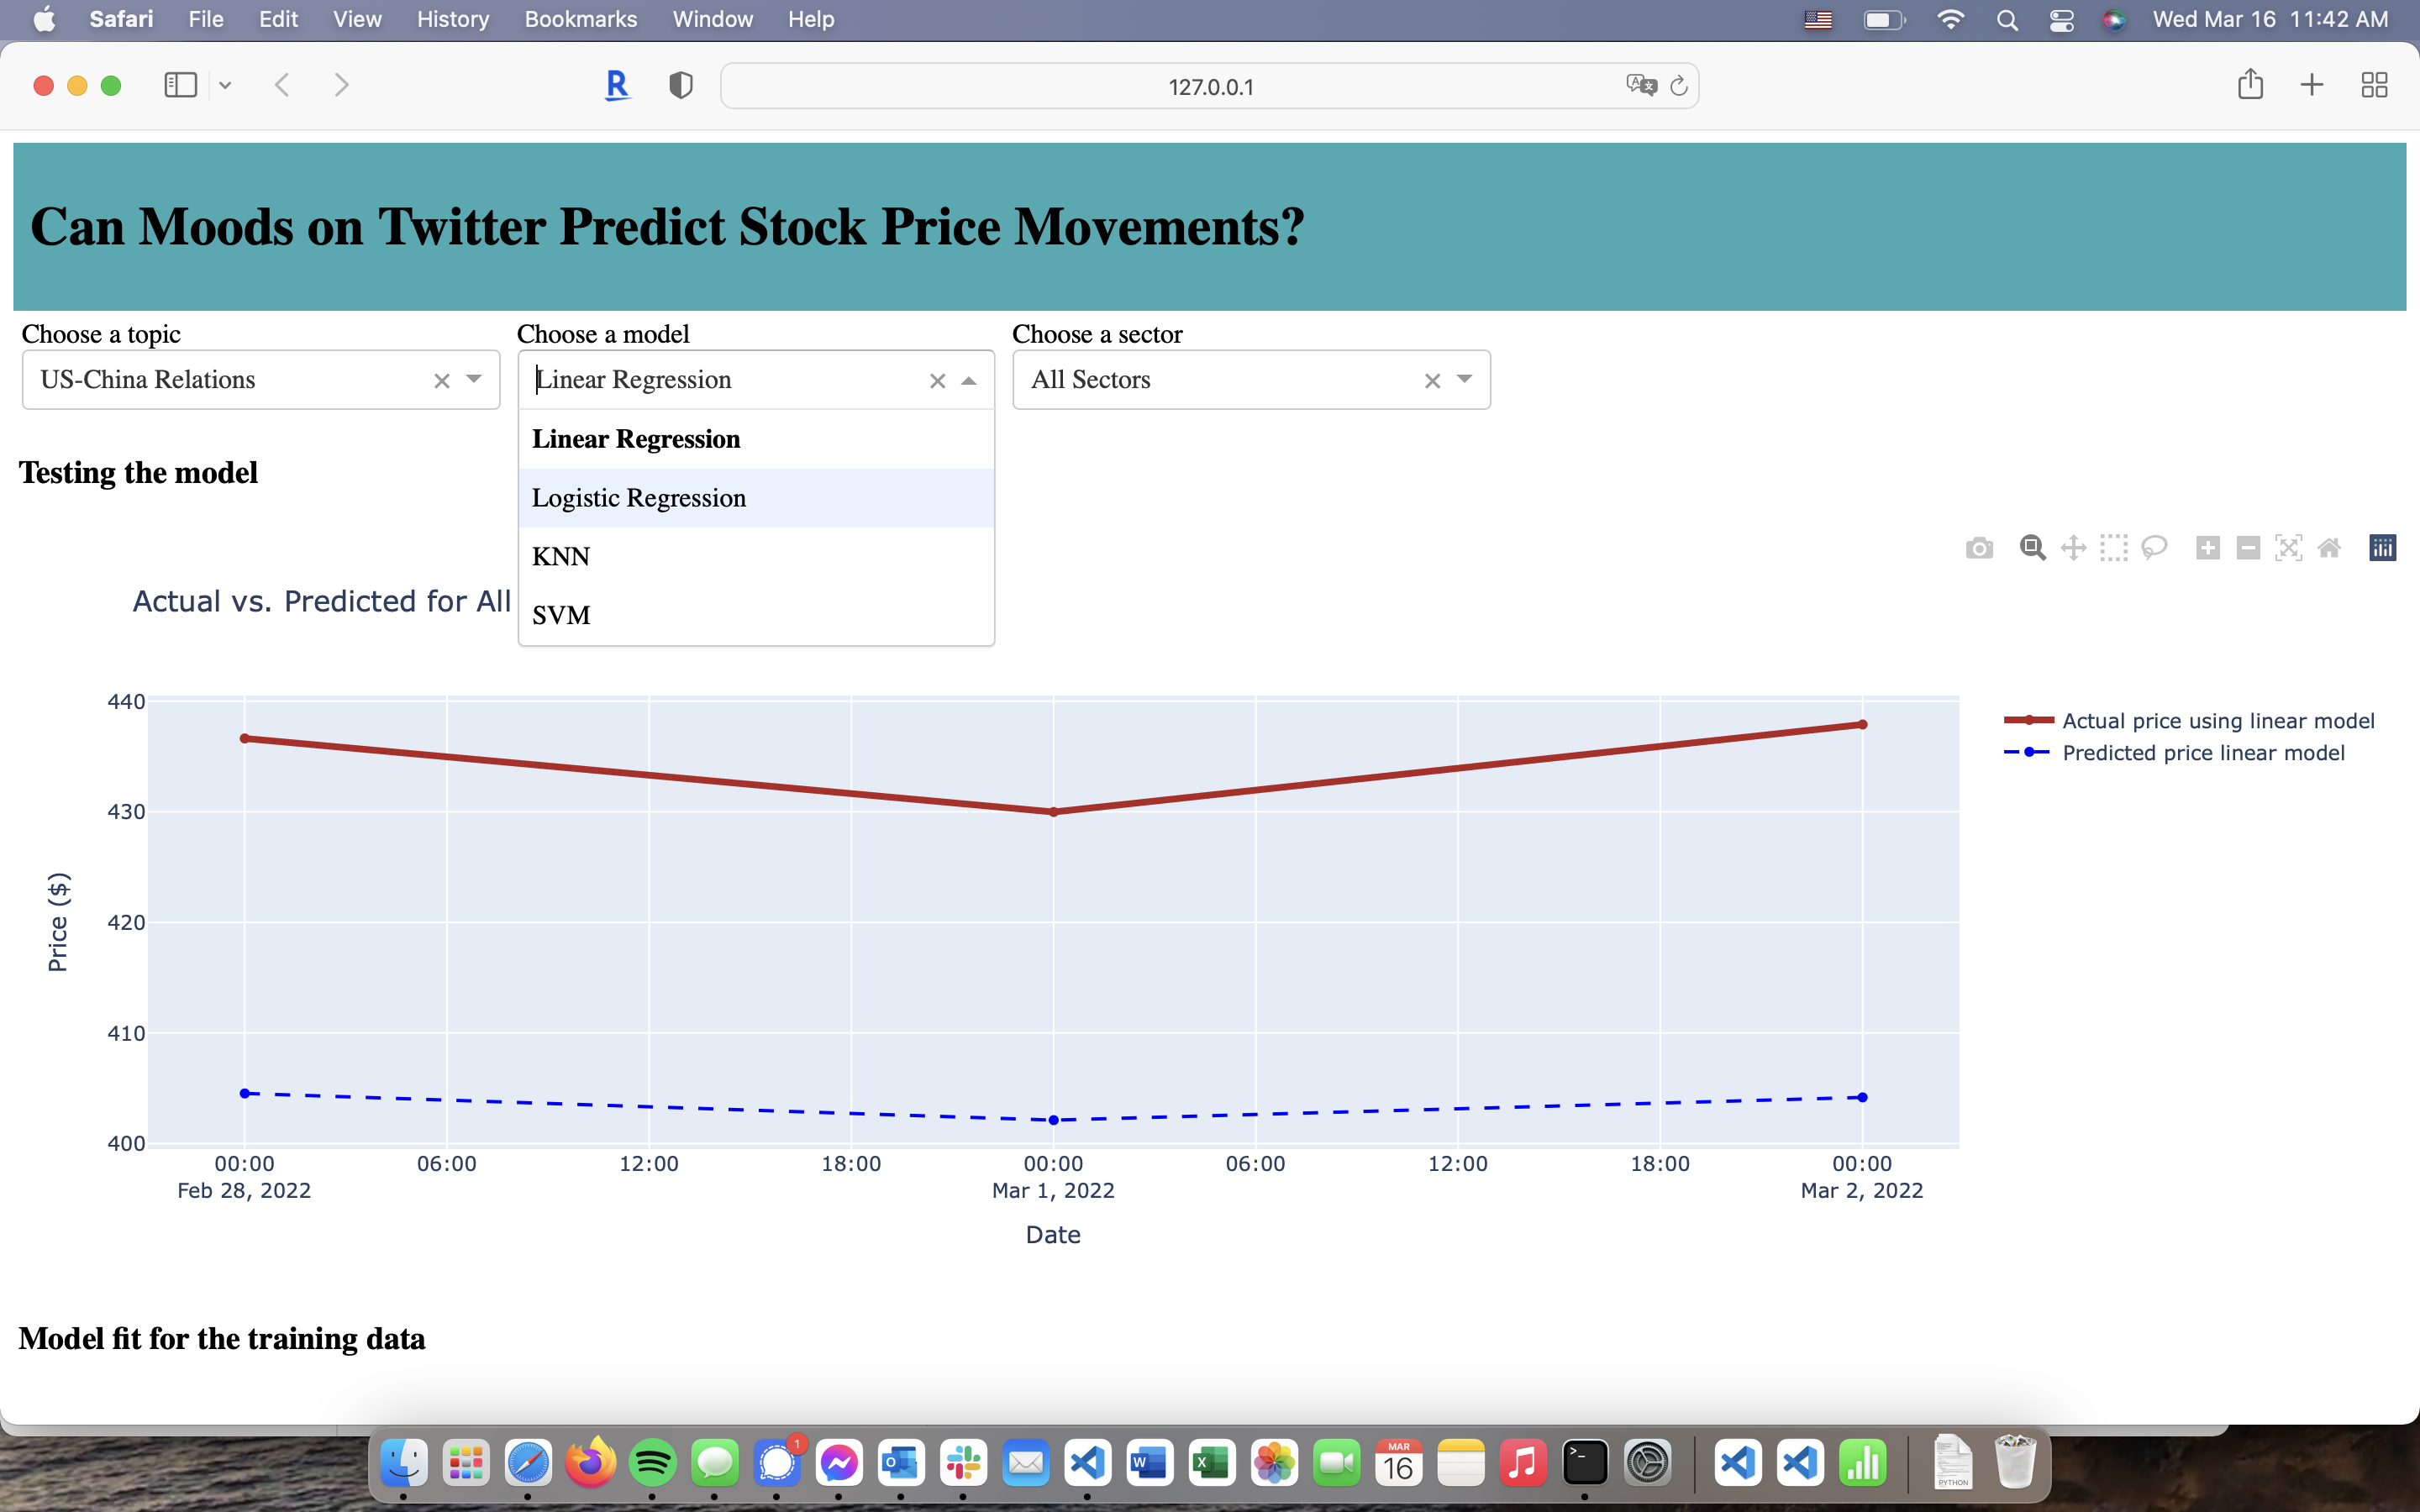 Safari File Edit View History Bookmarks Window Help Wed Mar 16 11:42 AM
R 127.0.0.1
Can Moods on Twitter Predict Stock Price Movements?
Choose a topic Choose a model Choose a sector
US-China Relations Linear Regression All Sectors
Linear Regression
Testing the model
Logistic Regression
KNN
Actual vs. Predicted for All
SVM
440
Actual price using linear model
Predicted price linear model
430
420
Price ($)
410
400
00:00 06:00 12:00 18:00 00:00 06:00 12:00 18:00 00:00
Feb 28, 2022 Mar 1, 2022 Mar 2, 2022
Date
Model fit for the training data
1
MAR
16
PYTHON